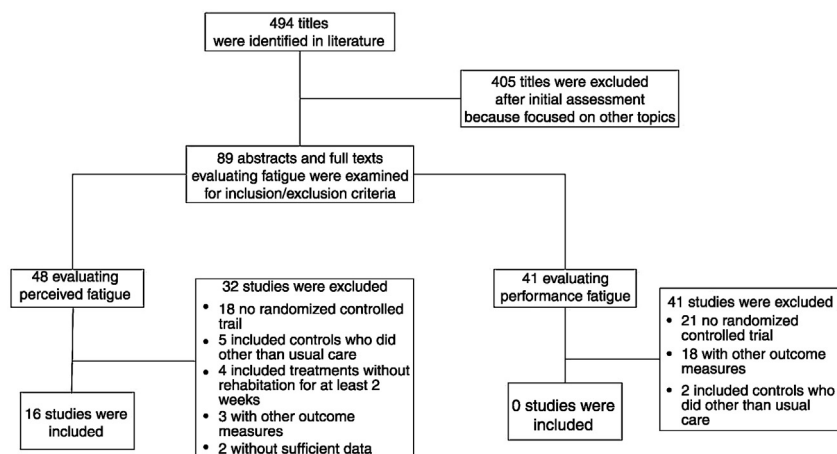 494 titles
were identified in literature
405 titles were excluded
after initial assessment
because focused on other topics
89 abstracts and full texts
evaluating fatigue were examined
for inclusion/exclusion criteria
48 evaluating
perceived fatigue
32 studies were excluded
• 18 no randomized controlled
trail
• 5 included controls who did
other than usual care
• 4 included treatments without
rehabitation for at least 2
weeks
• 3 with other outcome
measures
• 2 without sufficient data
16 studies were
included
41 evaluating
performance fatigue
41 studies were excluded
• 21 no randomized
controlled trial
• 18 with other outcome
measures
• 2 included controls who
did other than usual
care
0 studies were
included